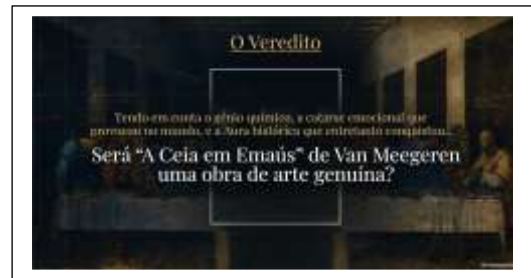 O Veredito
Tendo em conta o génio químico, a catarse emocional que
provocou no mundo, e a Aura histórica que entretanto conquistou...
Será “A Ceia em Emaús” de Van Meegeren
uma obra de arte genuína?